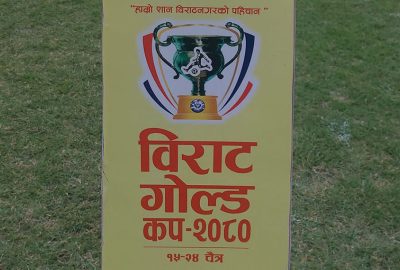 "हाम्रो शान विराटनगरको पहिचान"
विराट
गोल्ड
कप-२०८०
१५-२४ चैत्र